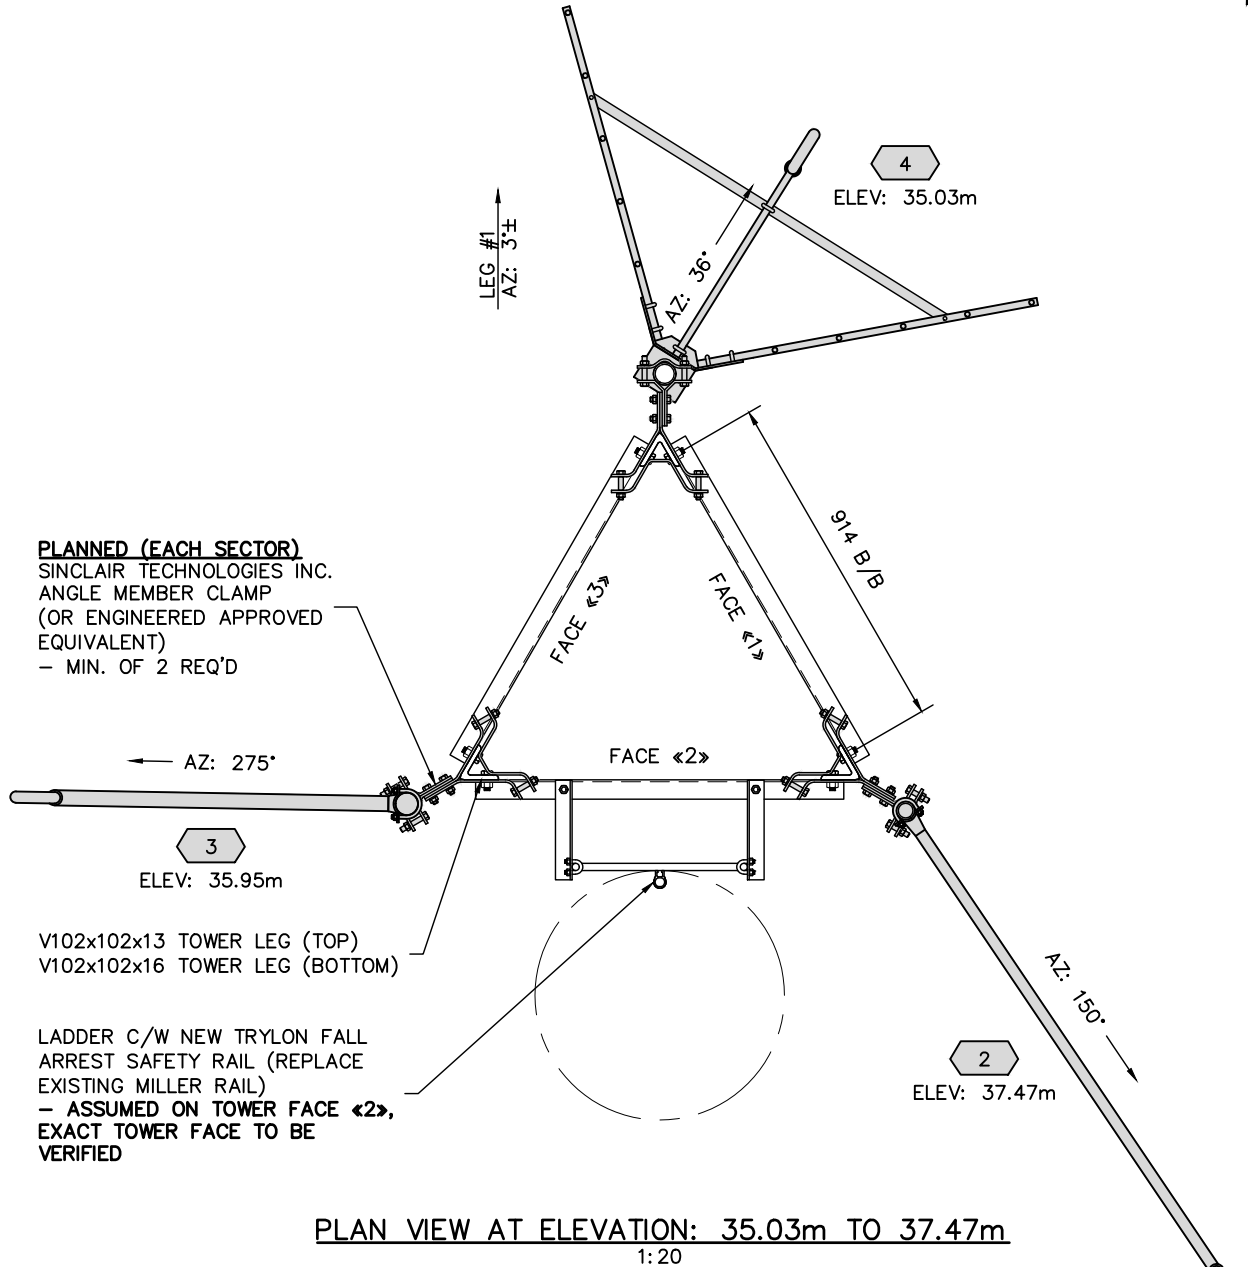 4
ELEV: 35.03m
LEG #1
AZ: 3°±
AZ: 36°
914 B/B
FACE «3»
FACE «1»
PLANNED (EACH SECTOR)
SINCLAIR TECHNOLOGIES INC.
ANGLE MEMBER CLAMP
(OR ENGINEERED APPROVED
EQUIVALENT)
– MIN. OF 2 REQ'D
AZ: 275°
FACE «2»
3
ELEV: 35.95m
V102x102x13 TOWER LEG (TOP)
V102x102x16 TOWER LEG (BOTTOM)
AZ: 150°
LADDER C/W NEW TRYLON FALL
ARREST SAFETY RAIL (REPLACE
EXISTING MILLER RAIL)
– ASSUMED ON TOWER FACE «2»,
EXACT TOWER FACE TO BE
VERIFIED
2
ELEV: 37.47m
PLAN VIEW AT ELEVATION: 35.03m TO 37.47m
1:20